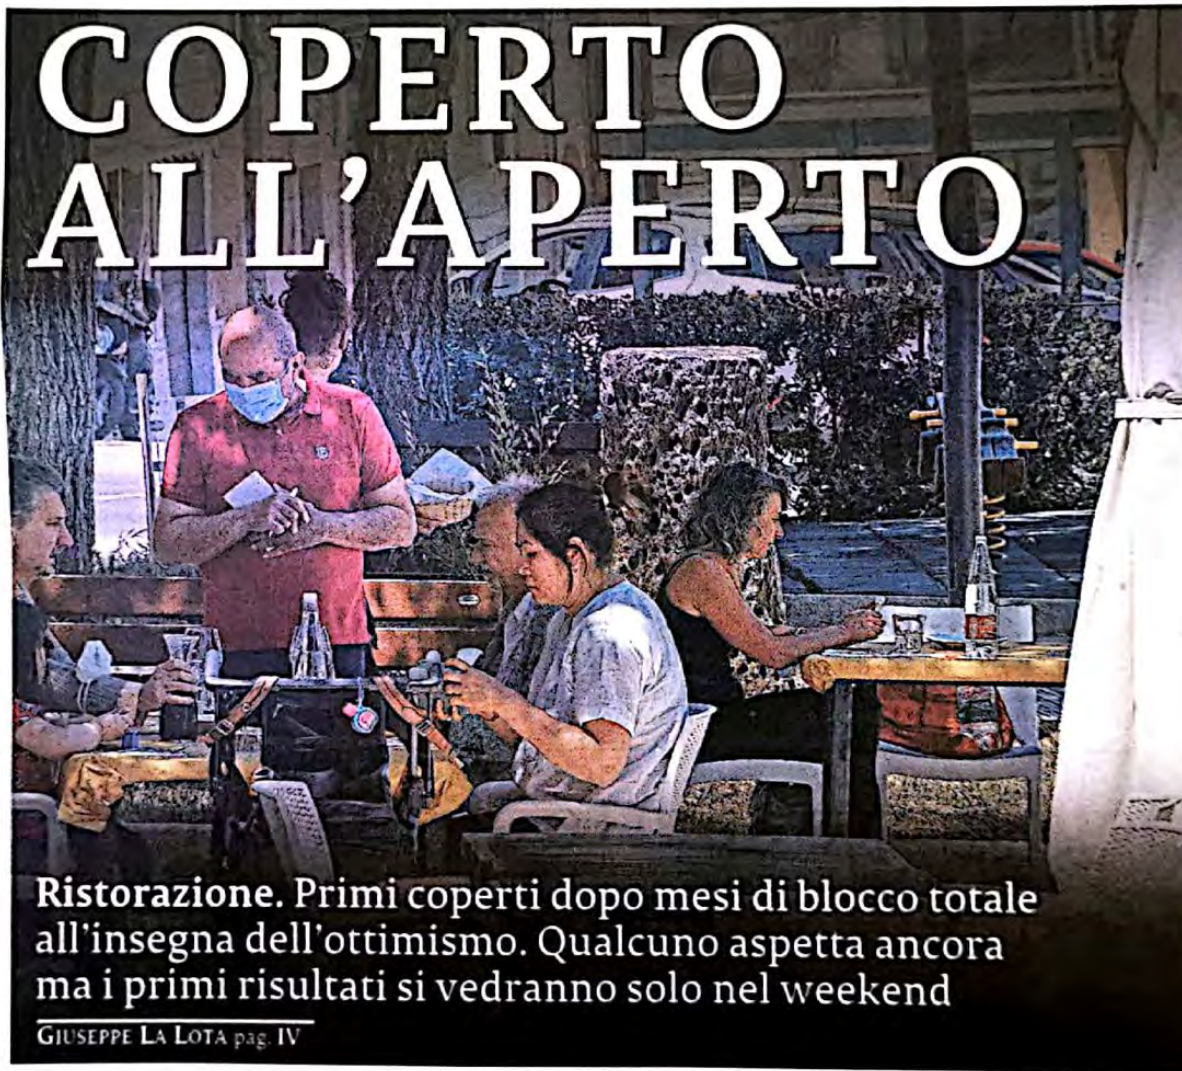 COPERTO
ALL'APERTO
Ristorazione. Primi coperti dopo mesi di blocco totale
all'insegna dell'ottimismo. Qualcuno aspetta ancora
ma i primi risultati si vedranno solo nel weekend
GIUSEPPE LA LOTA pag. IV